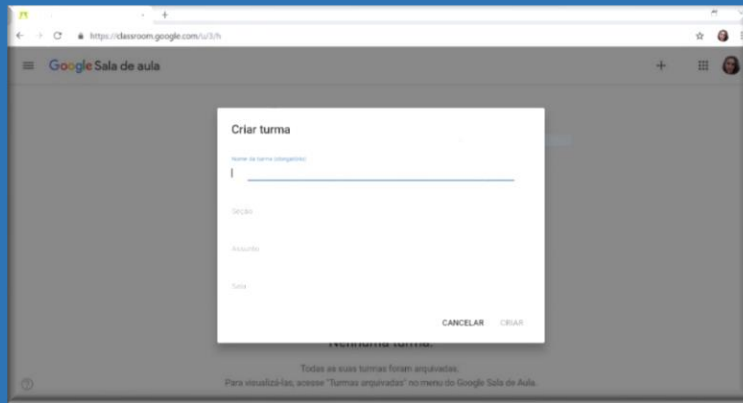 https://classroom.google.com/u/3/h
Google Sala de aula
Criar turma
Nome da turma (obrigatório)
Seção
Assunto
Sala
CANCELAR CRIAR
Nenhuma turma.
Todas as suas turmas foram arquivadas.
Para visualizá-las, acesse "Turmas arquivadas" no menu do Google Sala de Aula.